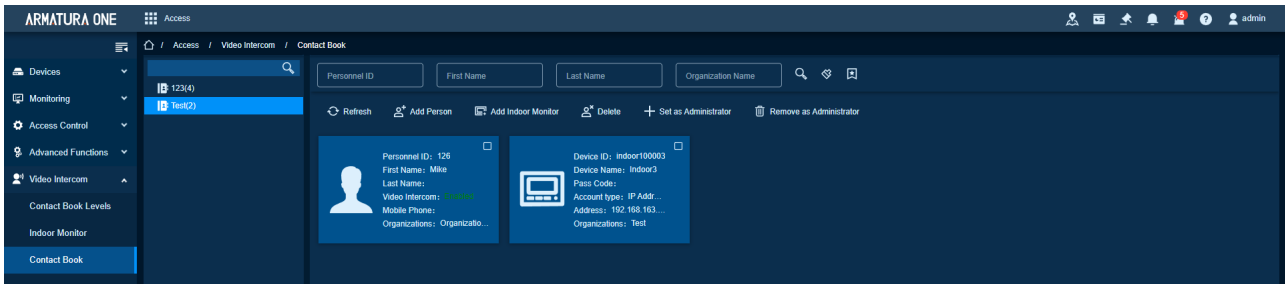 ARMATURA ONE
Access
5
admin
/ Access / Video Intercom / Contact Book
Devices
Monitoring
Access Control
Advanced Functions
Video Intercom
Contact Book Levels
Indoor Monitor
Contact Book
123(4)
Test(2)
Personnel ID
First Name
Last Name
Organization Name
Refresh
Add Person
Add Indoor Monitor
Delete
Set as Administrator
Remove as Administrator
Personnel ID: 126
First Name: Mike
Last Name:
Video Intercom:
Mobile Phone:
Organizations: Organizatio...
Device ID: indoor100003
Device Name: Indoor3
Pass Code:
Account type: IP Addr...
Address: 192.168.163....
Organizations: Test